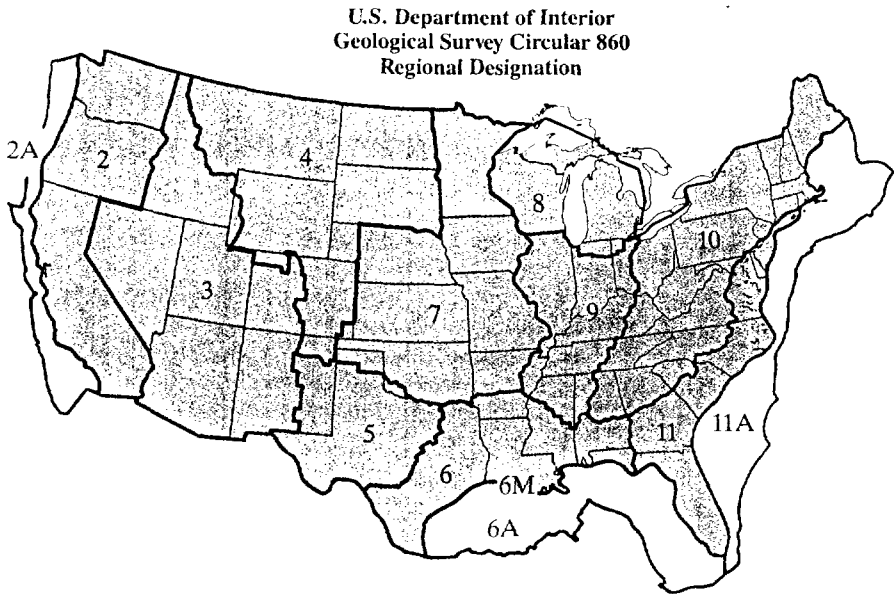 U.S. Department of Interior
Geological Survey Circular 860
Regional Designation
2A
2
4
8
10
3
7
9
5
6
6M
6A
11
11A